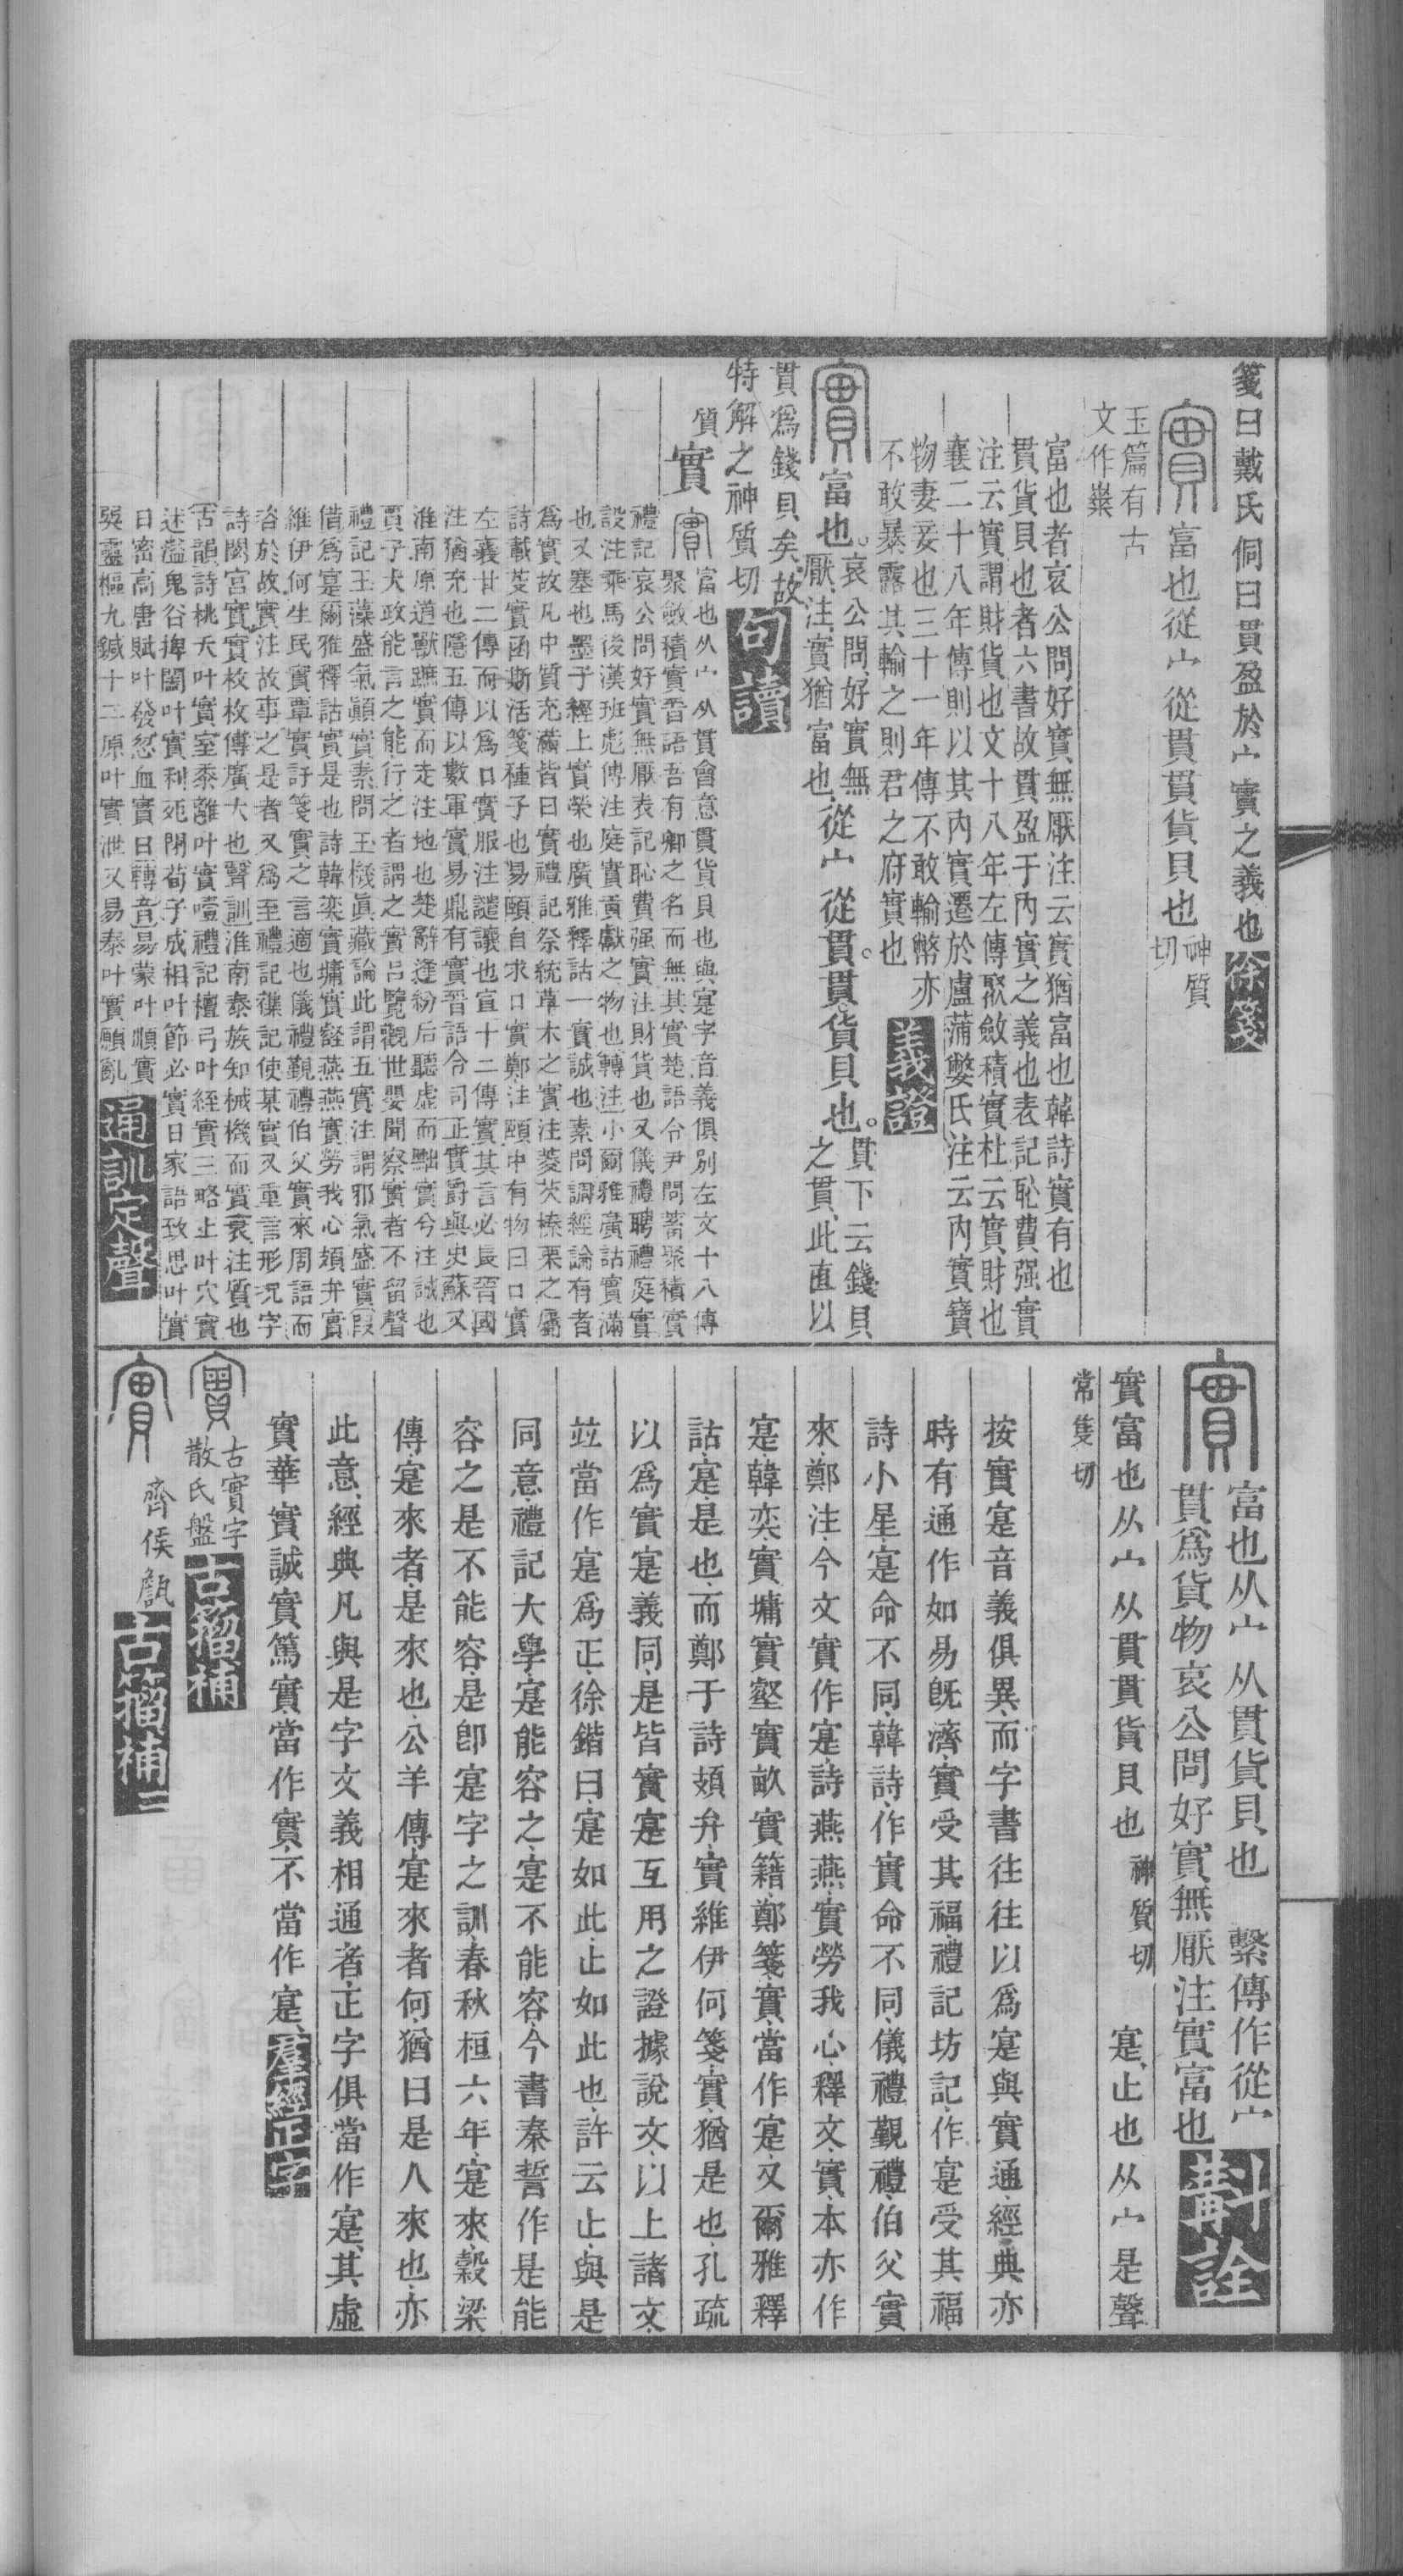 箋曰戴氏侗曰貫盈於宀實之義也徐箋
實富也從宀從貫貫貨貝也神質切
玉篇有古
文作𡪀
富也者哀公問好實無厭注云實猶富也韓詩實有也
貫貨貝也者六書故貫盈于內實之義也表記恥費强實
注云實謂財貨也文十八年左傳聚斂積實杜云實財也
襄二十八年傳則以其內實遷於盧蒲嫳氏注云內實寶
物妻妾也三十一年傳不敢輸幣亦
不敢暴露其輸之則君之府實也義證
實富也。哀公問、好實無
厭、注、實猶富也、從宀從貫。貫、貨貝也。貫下云、錢貝
之貫、此直以
貫爲錢貝矣、故
特解之神質切句讀
質
實實富也从宀从貫會意貫貨貝也與寔字音義俱別左文十八傳
聚斂積實晉語吾有卿之名而無其實楚語令尹問蓄聚積實
禮記哀公問好實無厭表記恥費强實注財貨也又儀禮聘禮庭實
設注乘馬後漢班彪傳注庭實貢獻之物也轉注小爾雅廣詁實滿
也又塞也墨子經上實榮也廣雅釋詁一實誠也素問調經論有者
爲實故凡中質充滿皆曰實禮記祭統草木之實注菱芡榛栗之屬
詩載芟實函斯活箋種子也易頤自求口實鄭注頤中有物曰口實
左襄廿二傳而以爲口實服注譴讓也宣十二傳實其言必長晉國
注猶充也隱五傳以數軍實易鼎有實晉語令司正實爵與史蘇又
淮南原道獸蹠實而走注地也楚辭逢紛后聽虛而黜實兮注誠也
賈子大政能言之能行之者謂之實呂覽觀世嬰聞察實者不留聲
禮記玉藻盛氣顚實素問玉機眞藏論此謂五實注謂邪氣盛實叚
借爲寔爾雅釋詁實是也詩韓奕實墉實壑燕燕實勞我心頍弁實
維伊何生民實覃實訏箋實之言適也儀禮覲禮伯父實來周語而
咨於故實注故事之是者又爲至禮記襍記使某實又重言形況字
詩閟宮實實枚枚傳廣大也聲訓淮南泰族知械機而實衰注質也
古韻詩桃夭叶實室黍離叶實噎禮記檀弓叶絰實三略上叶穴實
述溢鬼谷捭闔叶實利死閉荀子成相叶節必實日家語致思叶實
日密高唐賦叶發忽血實日轉音易蒙叶順實
吳靈樞九鍼十二原叶實泄又易泰叶實願亂通訓定聲
實富也从宀从貫貨貝也　繫傳作從宀
貫爲貨物哀公問好實無厭注實富也斠詮
實富也从宀从貫貫貨貝也神質切　寔、止也从宀是聲
常隻切
按實、寔音義俱異、而字書往往以爲寔與實通、經典亦
時有通作、如易旣濟、實受其福、禮記坊記、作寔受其福、
詩小星、寔命不同、韓詩、作實命不同、儀禮覲禮、伯父實
來、鄭注、今文實作寔、詩燕燕、實勞我心、釋文、實、本亦作
寔、韓奕、實墉實壑實畝實籍、鄭箋、實、當作寔、又爾雅釋
詁、寔、是也、而鄭于詩頍弁、實維伊何箋、實、猶是也、孔疏
以爲實寔義同、是皆實寔互用之證、據說文、以上諸文、
竝當作寔爲正、徐鍇曰、寔如此、止如此也、許云止、與是
同意、禮記大學、寔能容之、寔不能容、今書秦誓作是能
容之是不能容、是卽寔字之訓、春秋桓六年、寔來、穀梁
傳、寔來者、是來也、公羊傳、寔來者何、猶曰是人來也、亦
此意、經典凡與是字文義相通者、正字俱當作寔、其虛
實華實誠實篤實、當作實、不當作寔、羣經正字
古實字
散氏盤古籒補
齊侯甔古籒補二